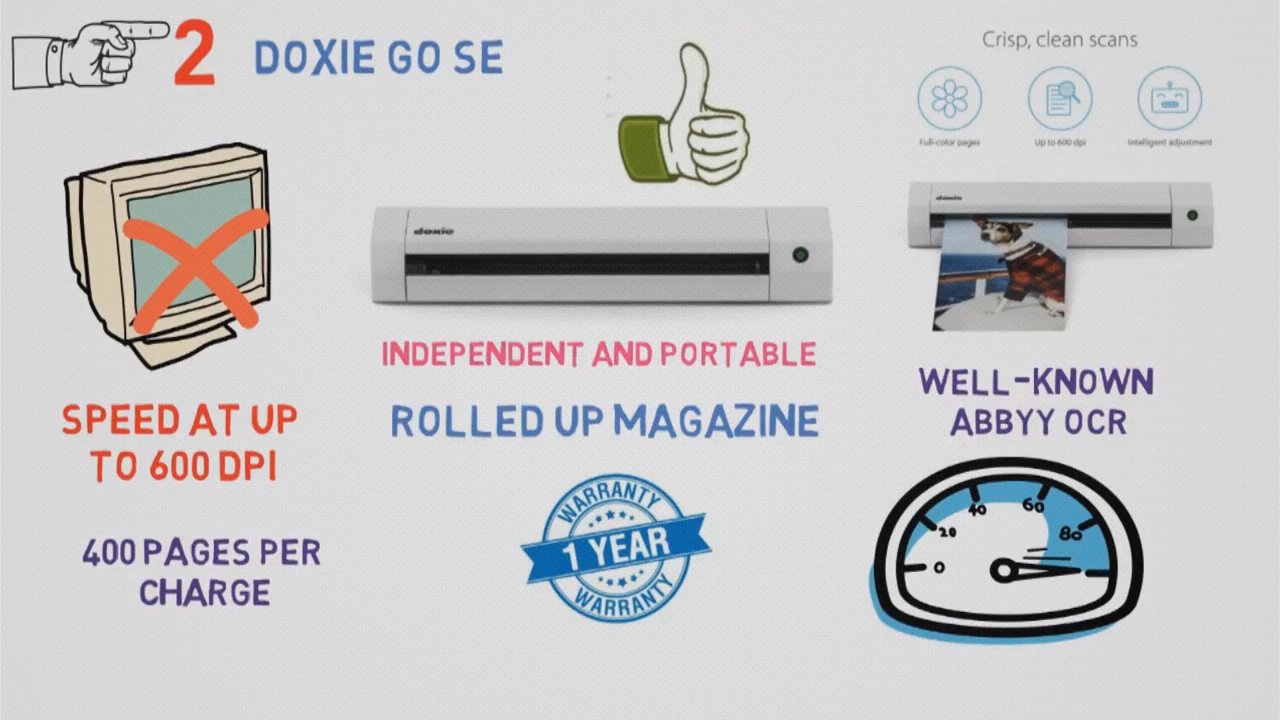 2 DOXIE GO SE
Crisp, clean scans
Full-color pages
Up to 600 dpi
Intelligent adjustment
doxie
doxie
INDEPENDENT AND PORTABLE
ROLLED UP MAGAZINE
WELL-KNOWN
ABBYY OCR
SPEED AT UP
TO 600 DPI
400 PAGES PER
CHARGE
WARRANTY
1 YEAR
WARRANTY
0 20 40 60 80